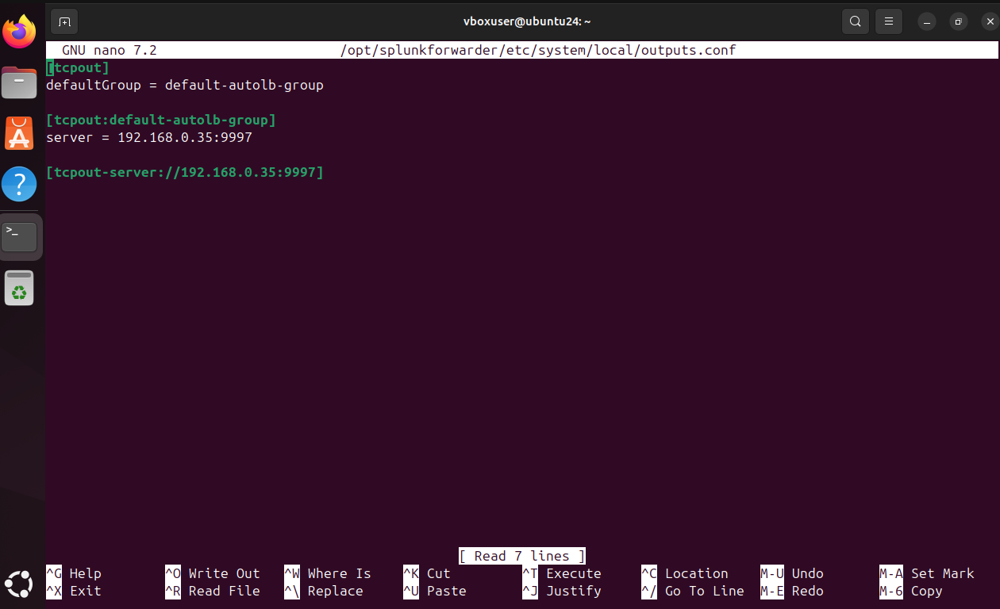 vboxuser@ubuntu24: ~
GNU nano 7.2 /opt/splunkforwarder/etc/system/local/outputs.conf
[tcpout]
defaultGroup = default-autolb-group
[tcpout:default-autolb-group]
server = 192.168.0.35:9997
[tcpout-server://192.168.0.35:9997]
[ Read 7 lines ]
^G Help ^O Write Out ^W Where Is ^K Cut ^T Execute ^C Location M-U Undo M-A Set Mark
^X Exit ^R Read File ^\ Replace ^U Paste ^J Justify ^/ Go To Line M-E Redo M-6 Copy